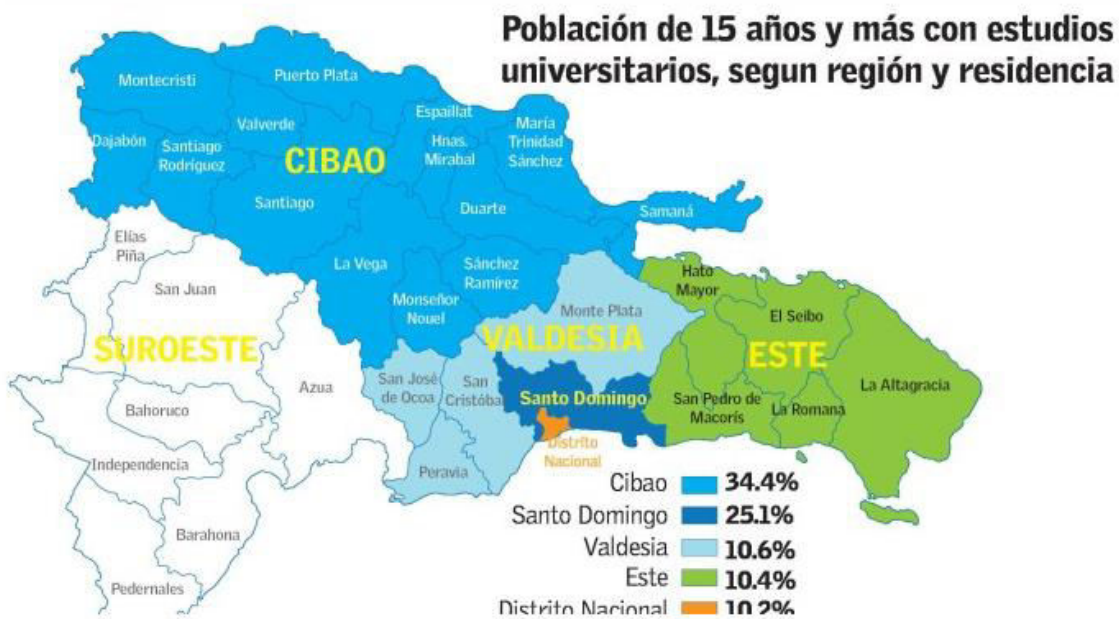 Población de 15 años y más con estudios
universitarios, segun región y residencia
Montecristi
Puerto Plata
Espaillat
María
Trinidad
Sánchez
Valverde
Hnas.
Mirabal
Dajabón
Santiago
Rodríguez
CIBAO
Santiago
Duarte
Samaná
Elías
Piña
La Vega
Sánchez
Ramírez
Hato
Mayor
San Juan
Monseñor
Nouel
Monte Plata
El Seibo
SUROESTE
VALDESIA
ESTE
Azua
San José
de Ocoa
San
Cristóbal
Santo Domingo
San Pedro de
Macorís
La Romana
La Altagracia
Bahoruco
Distrito
Nacional
Independencia
Peravia
Barahona
Pedernales
Cibao 34.4%
Santo Domingo 25.1%
Valdesia 10.6%
Este 10.4%
Distrito Nacional 10.2%